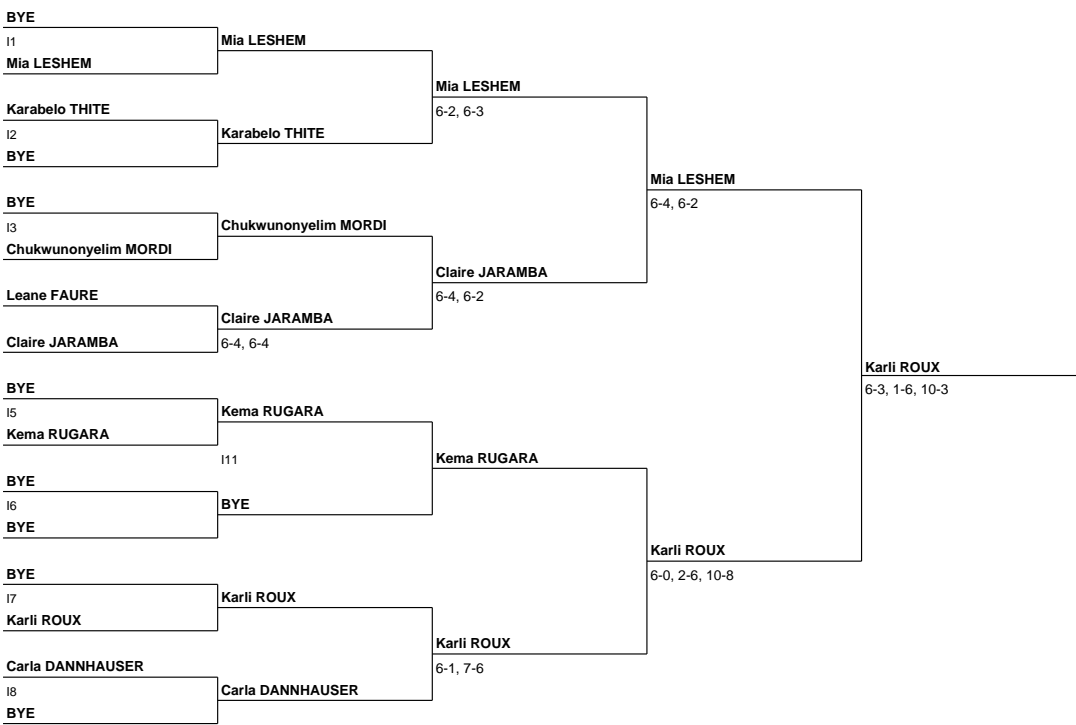 BYE
I1
Mia LESHEM
Mia LESHEM
Karabelo THITE
I2
BYE
Karabelo THITE
Mia LESHEM
6-2, 6-3
BYE
I3
Chukwunonyelim MORDI
Chukwunonyelim MORDI
Leane FAURE
Claire JARAMBA
Claire JARAMBA
6-4, 6-4
Claire JARAMBA
6-4, 6-2
Mia LESHEM
6-4, 6-2
BYE
I5
Kema RUGARA
Kema RUGARA
I11
BYE
I6
BYE
BYE
Kema RUGARA
BYE
I7
Karli ROUX
Karli ROUX
Carla DANNHAUSER
I8
BYE
Carla DANNHAUSER
Karli ROUX
6-1, 7-6
Karli ROUX
6-0, 2-6, 10-8
Karli ROUX
6-3, 1-6, 10-3